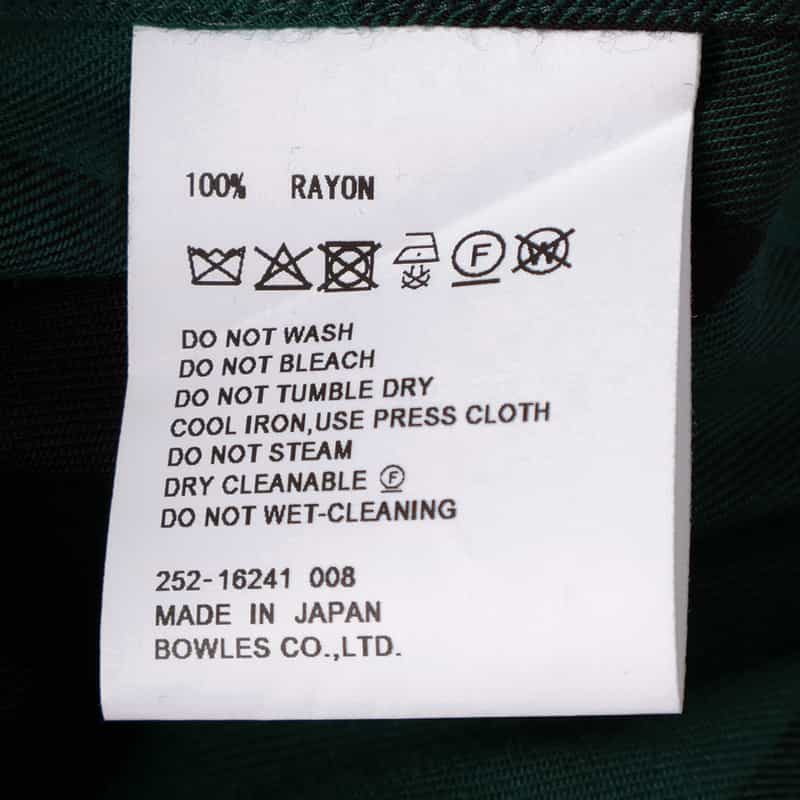 100% RAYON
F W
DO NOT WASH
DO NOT BLEACH
DO NOT TUMBLE DRY
COOL IRON,USE PRESS CLOTH
DO NOT STEAM
DRY CLEANABLE Ⓕ
DO NOT WET-CLEANING
252-16241 008
MADE IN JAPAN
BOWLES CO.,LTD.